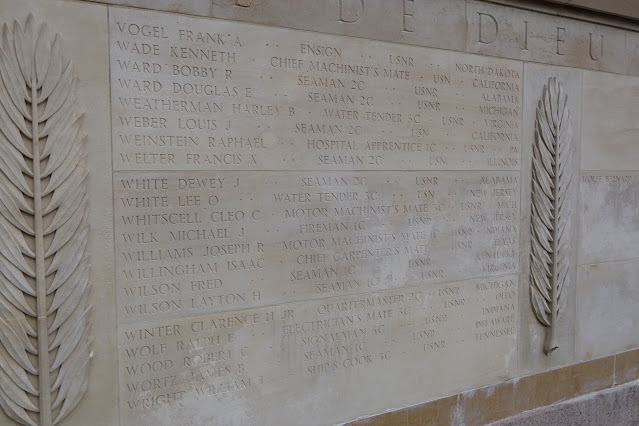 DE DIEU
VOGEL FRANK A · ENSIGN · USNR · NORTH DAKOTA
WADE KENNETH · CHIEF MACHINIST'S MATE · USN · CALIFORNIA
WARD BOBBY R · SEAMAN 2C · USNR · ALABAMA
WARD DOUGLAS E · SEAMAN 2C · USNR · MICHIGAN
WEATHERMAN HARLEY B · WATER TENDER 3C · USNR · VIRGINIA
WEBER LOUIS J · SEAMAN 2C · USN · CALIFORNIA
WEINSTEIN RAPHAEL · HOSPITAL APPRENTICE 1C · USNR · PA
WELTER FRANCIS X · SEAMAN 2C · USNR · ILLINOIS
WHITE DEWEY J · SEAMAN 2C · USNR · ALABAMA
WHITE LEE O · WATER TENDER 3C · USN · NEW JERSEY
WHITSCELL CLEO C · MOTOR MACHINIST'S MATE 3C · USNR · MICH
WILK MICHAEL J · FIREMAN 1C · USNR · NEW JERSEY
WILLIAMS JOSEPH R · MOTOR MACHINIST'S MATE · USNR · INDIANA
WILLINGHAM ISAAC · CHIEF CARPENTER'S MATE · USNR · TEXAS
WILSON FRED · SEAMAN 1C · USNR · KENTUCKY
WILSON LAYTON H · SEAMAN 1C · USNR · VIRGINIA
WINTER CLARENCE H JR · QUARTERMASTER 2C · USNR · MICHIGAN
WOLF RALPH E · ELECTRICIAN'S MATE 3C · USNR · OHIO
WOOD ROBERT C · SIGNALMAN 3C · USNR · INDIANA
WORTZ JAMES B · SEAMAN 1C · USNR · DELAWARE
WRIGHT WILLIAM T · SHIP'S COOK 3C · USNR · TENNESSEE